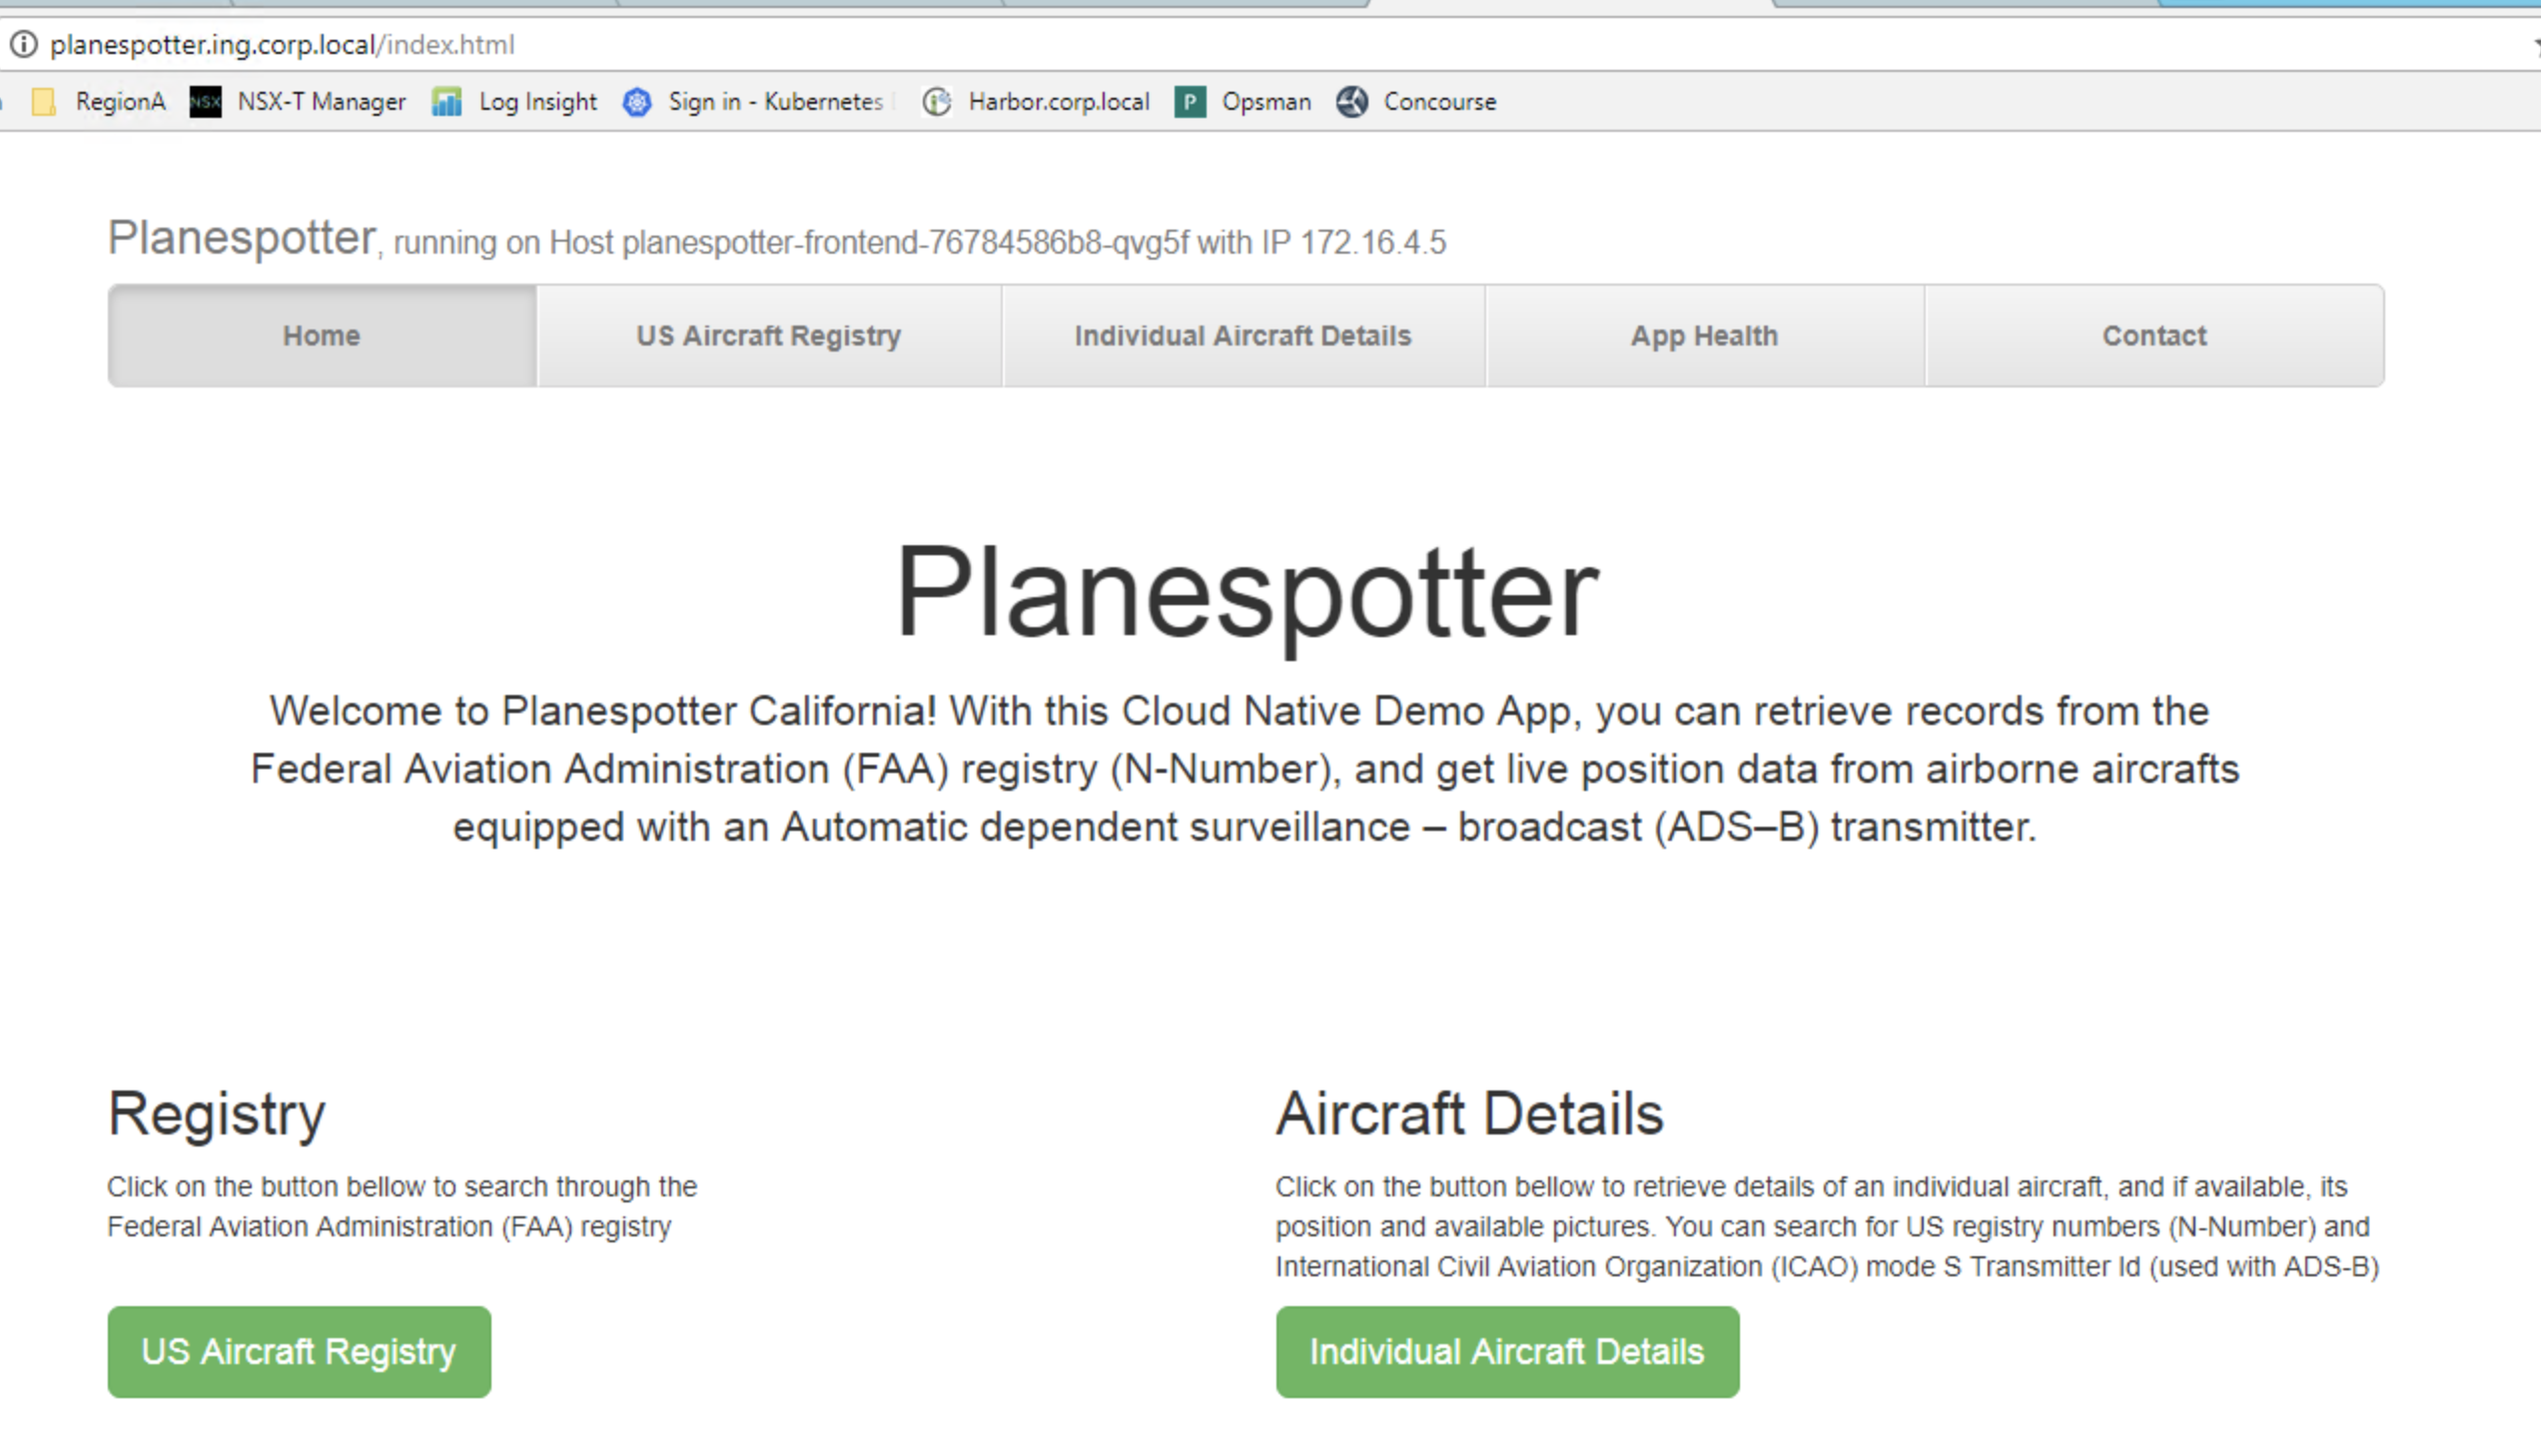 planespotter.ing.corp.local/index.html
RegionA NSX NSX-T Manager Log Insight Sign in - Kubernetes Harbor.corp.local P Opsman Concourse
Planespotter, running on Host planespotter-frontend-76784586b8-qvg5f with IP 172.16.4.5
Home US Aircraft Registry Individual Aircraft Details App Health Contact
Planespotter
Welcome to Planespotter California! With this Cloud Native Demo App, you can retrieve records from the
Federal Aviation Administration (FAA) registry (N-Number), and get live position data from airborne aircrafts
equipped with an Automatic dependent surveillance – broadcast (ADS–B) transmitter.
Registry
Click on the button bellow to search through the
Federal Aviation Administration (FAA) registry
US Aircraft Registry
Aircraft Details
Click on the button bellow to retrieve details of an individual aircraft, and if available, its
position and available pictures. You can search for US registry numbers (N-Number) and
International Civil Aviation Organization (ICAO) mode S Transmitter Id (used with ADS-B)
Individual Aircraft Details